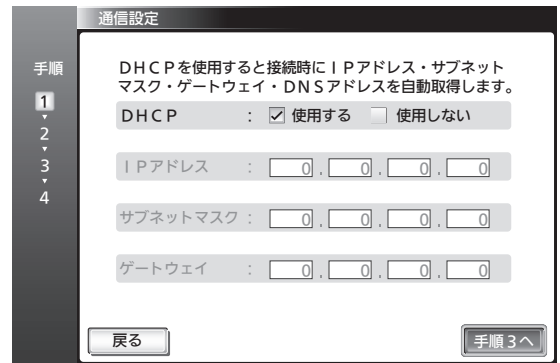 通信設定
手順
1
2
3
4
DHCPを使用すると接続時にIPアドレス・サブネット
マスク・ゲートウェイ・DNSアドレスを自動取得します。
DHCP : 使用する 使用しない
IPアドレス : 0 . 0 . 0 . 0
サブネットマスク : 0 . 0 . 0 . 0
ゲートウェイ : 0 . 0 . 0 . 0
戻る
手順3へ